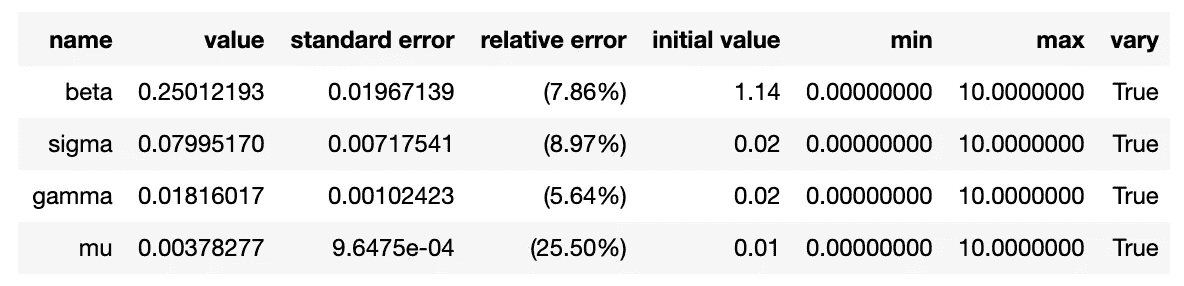 name value standard error relative error initial value min max vary
beta 0.25012193 0.01967139 (7.86%) 1.14 0.00000000 10.0000000 True
sigma 0.07995170 0.00717541 (8.97%) 0.02 0.00000000 10.0000000 True
gamma 0.01816017 0.00102423 (5.64%) 0.02 0.00000000 10.0000000 True
mu 0.00378277 9.6475e-04 (25.50%) 0.01 0.00000000 10.0000000 True